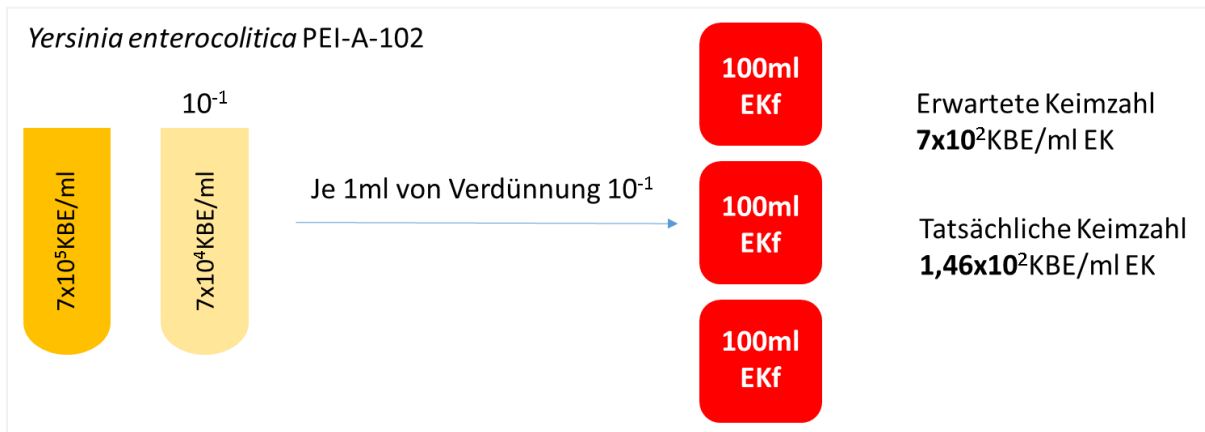 Yersinia enterocolitica PEI-A-102
10⁻¹
7x10⁵KBE/ml
7x10⁴KBE/ml
Je 1ml von Verdünnung 10⁻¹
100ml
EKf
100ml
EKf
100ml
EKf
Erwartete Keimzahl
7x10²KBE/ml EK
Tatsächliche Keimzahl
1,46x10²KBE/ml EK